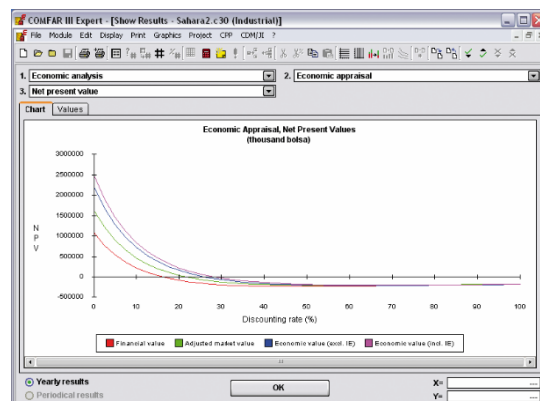 COMFAR III Expert - [Show Results - Sahara2.c30 (Industrial)]
File Module Edit Display Print Graphics Project CPP CDM/JI ?
1. Economic analysis 2. Economic appraisal
3. Net present value
Chart Values
Economic Appraisal, Net Present Values
(thousand bolsa)
3000000
2500000
2000000
1500000
1000000
500000
0
-500000
N
P
V
0 10 20 30 40 50 60 70 80 90 100
Discounting rate (%)
Financial value Adjusted market value Economic value (excl. IE) Economic value (incl. IE)
Yearly results OK X= ...
Periodical results Y= ...